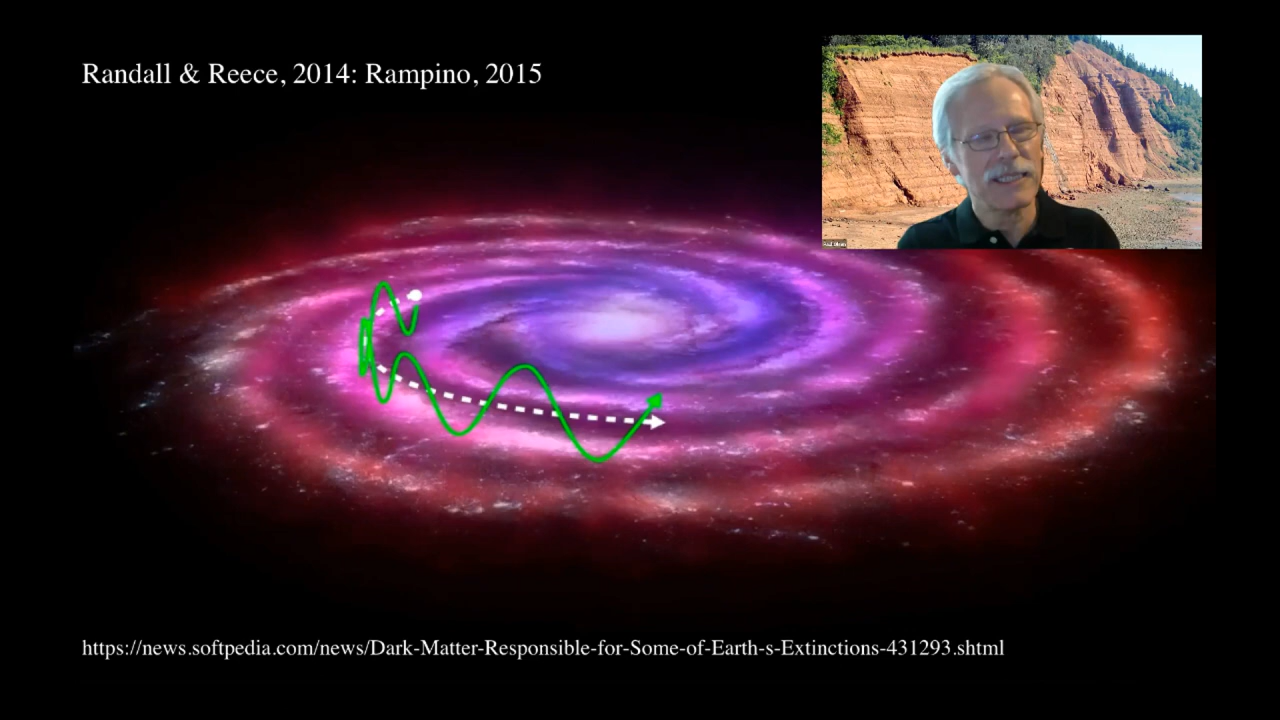 Randall & Reece, 2014: Rampino, 2015
https://news.softpedia.com/news/Dark-Matter-Responsible-for-Some-of-Earth-s-Extinctions-431293.shtml